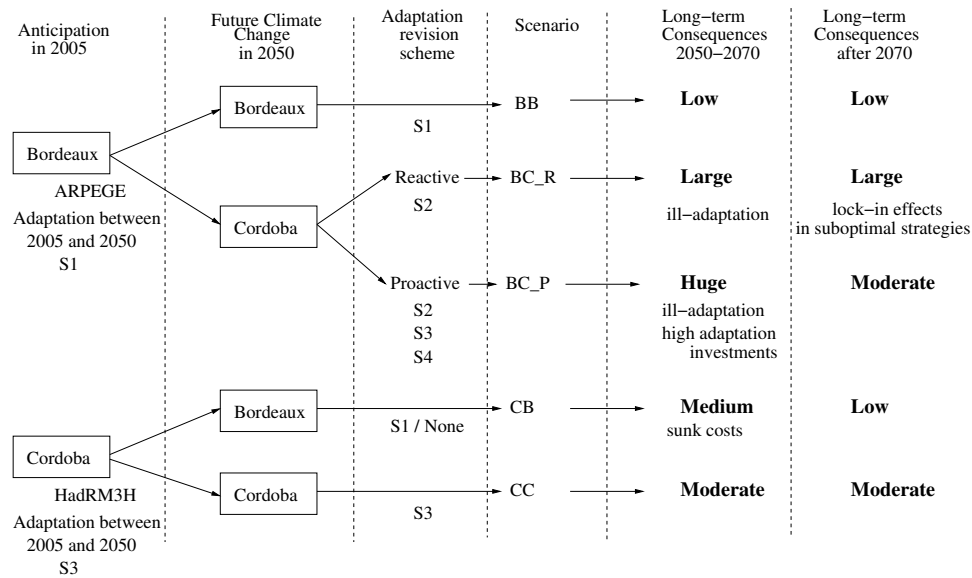 Anticipation
in 2005
Future Climate
Change
in 2050
Adaptation
revision
scheme
Scenario
Long−term
Consequences
2050−2070
Long−term
Consequences
after 2070
Bordeaux
ARPEGE
Adaptation between
2005 and 2050
S1
Bordeaux
S1
BB
Low
Low
Cordoba
Reactive
S2
BC_R
Large
ill−adaptation
Large
lock−in effects
in suboptimal strategies
Proactive
S2
S3
S4
BC_P
Huge
ill−adaptation
high adaptation
investments
Moderate
Cordoba
HadRM3H
Adaptation between
2005 and 2050
S3
Bordeaux
S1 / None
CB
Medium
sunk costs
Low
Cordoba
S3
CC
Moderate
Moderate